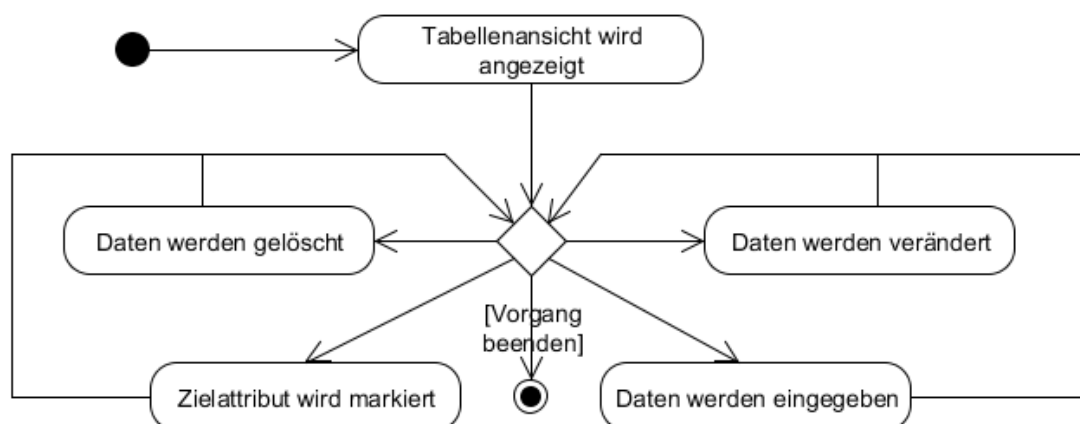 Tabellenansicht wird
angezeigt
Daten werden gelöscht
Daten werden verändert
[Vorgang
beenden]
Zielattribut wird markiert
Daten werden eingegeben